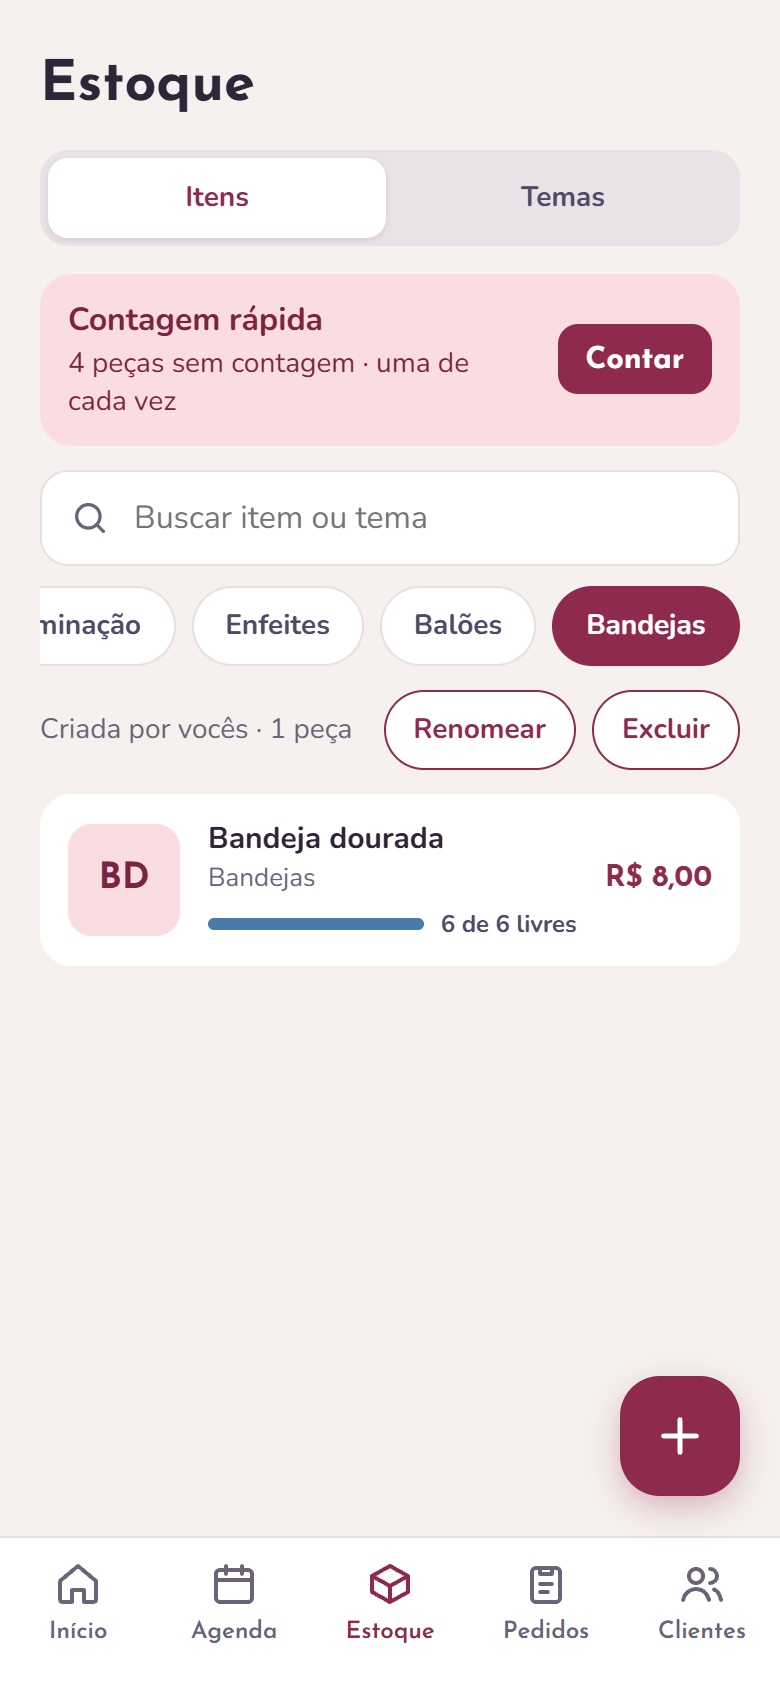 Estoque
Itens
Temas
Contagem rápida
4 peças sem contagem · uma de
cada vez
Contar
Buscar item ou tema
minação
Enfeites
Balões
Bandejas
Criada por vocês · 1 peça
Renomear
Excluir
BD
Bandeja dourada
Bandejas
R$ 8,00
6 de 6 livres
Início
Agenda
Estoque
Pedidos
Clientes